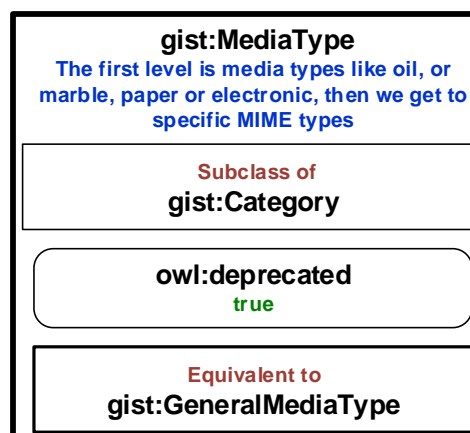 gist:MediaType
The first level is media types like oil, or
marble, paper or electronic, then we get to
specific MIME types
Subclass of
gist:Category
owl:deprecated
true
Equivalent to
gist:GeneralMediaType